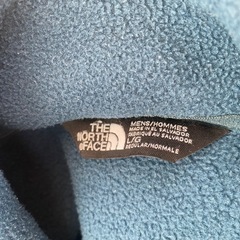 THE
NORTH
FACE
MENS/HOMMES
MADE IN EL SALVADOR
FABRIQUÉ AU SALVADOR
L/G
REGULAR/NORMALE